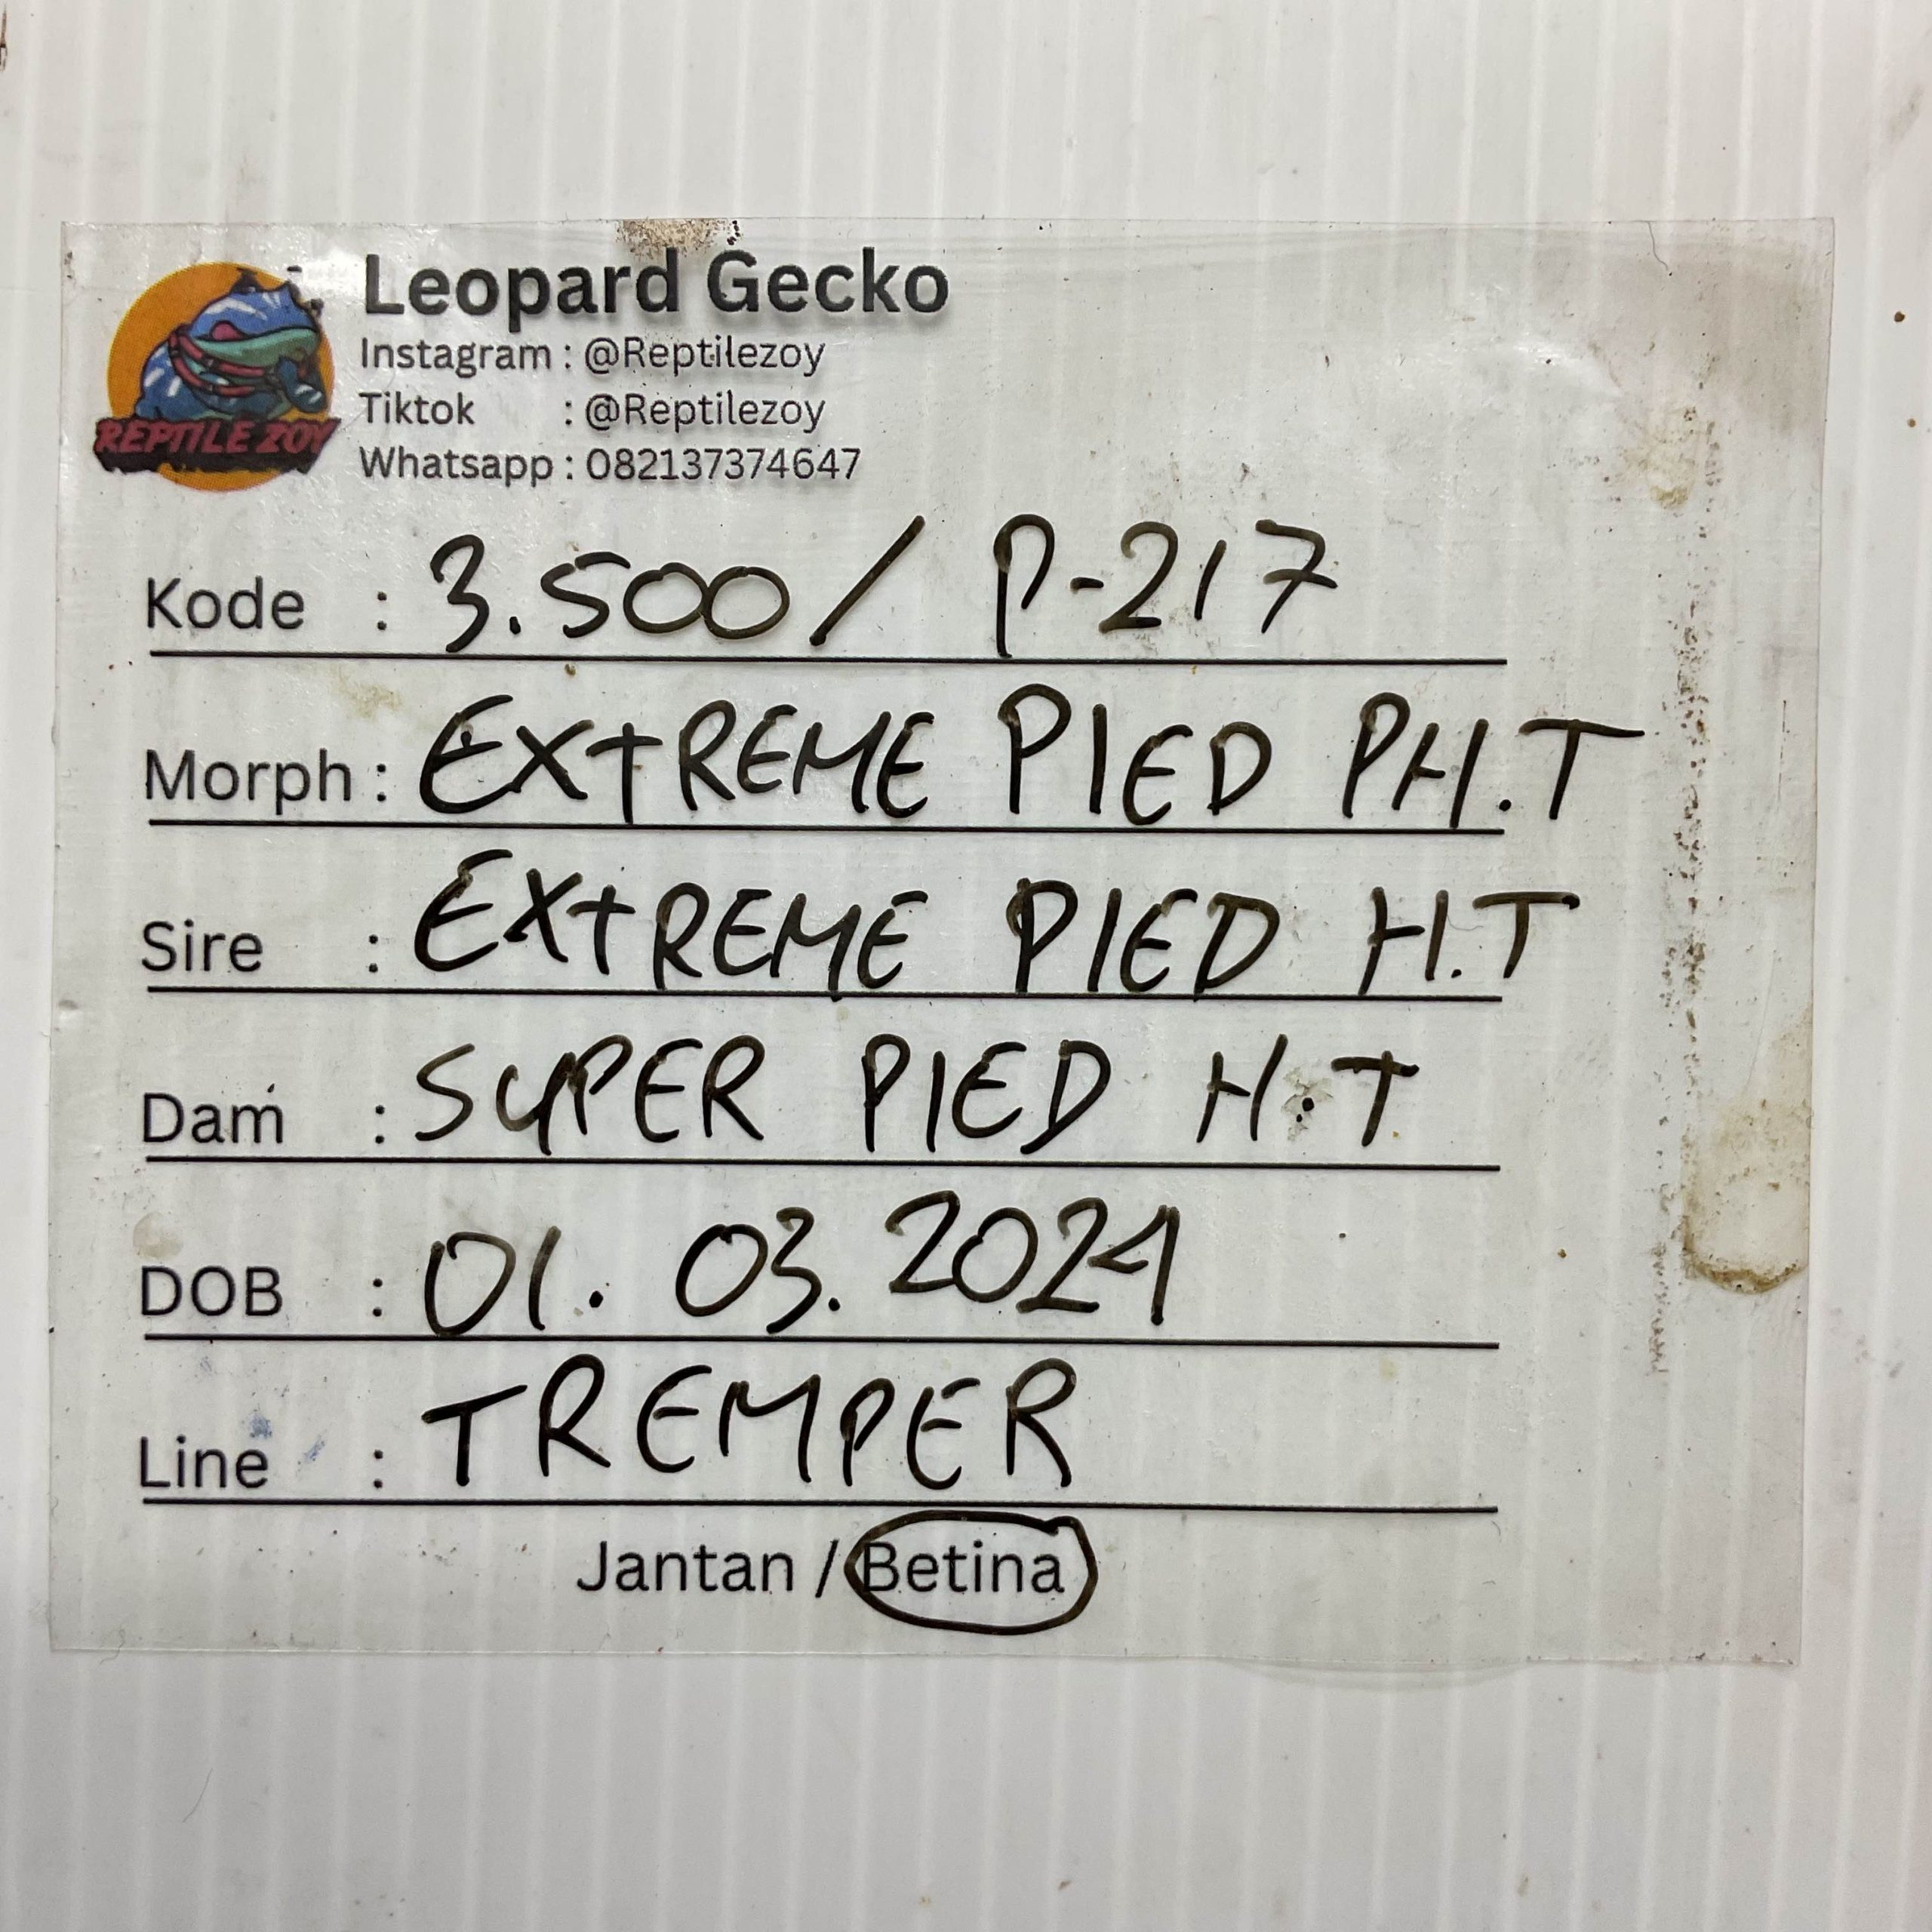 Leopard Gecko
Instagram : @Reptilezoy
Tiktok : @Reptilezoy
Whatsapp : 082137374647
REPTILE ZOY
Kode : 3.500/ P-217
Morph : EXTREME PIED PH.T
Sire : EXTREME PIED H.T
Dam : SUPER PIED H.T
DOB : 01.03.2024
Line : TREMPER
Jantan / Betina